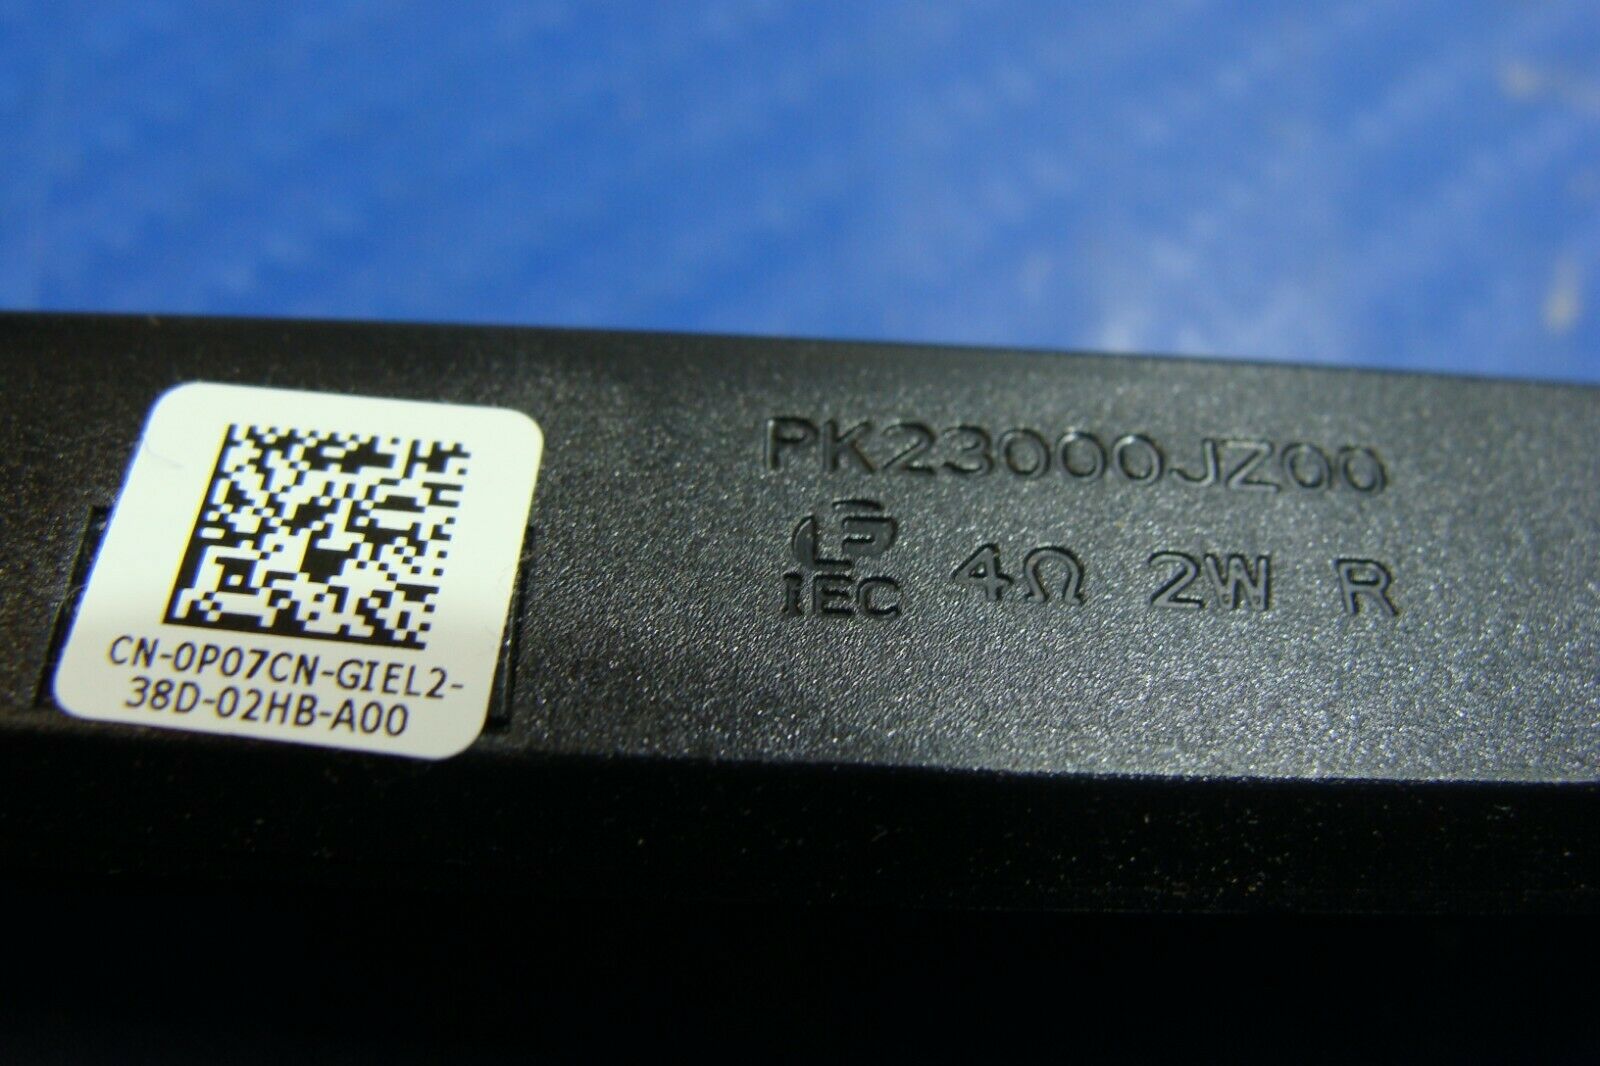 CN-0P07CN-GIEL2-
38D-02HB-A00
PK23000JZ00
IEC 4Ω 2W R